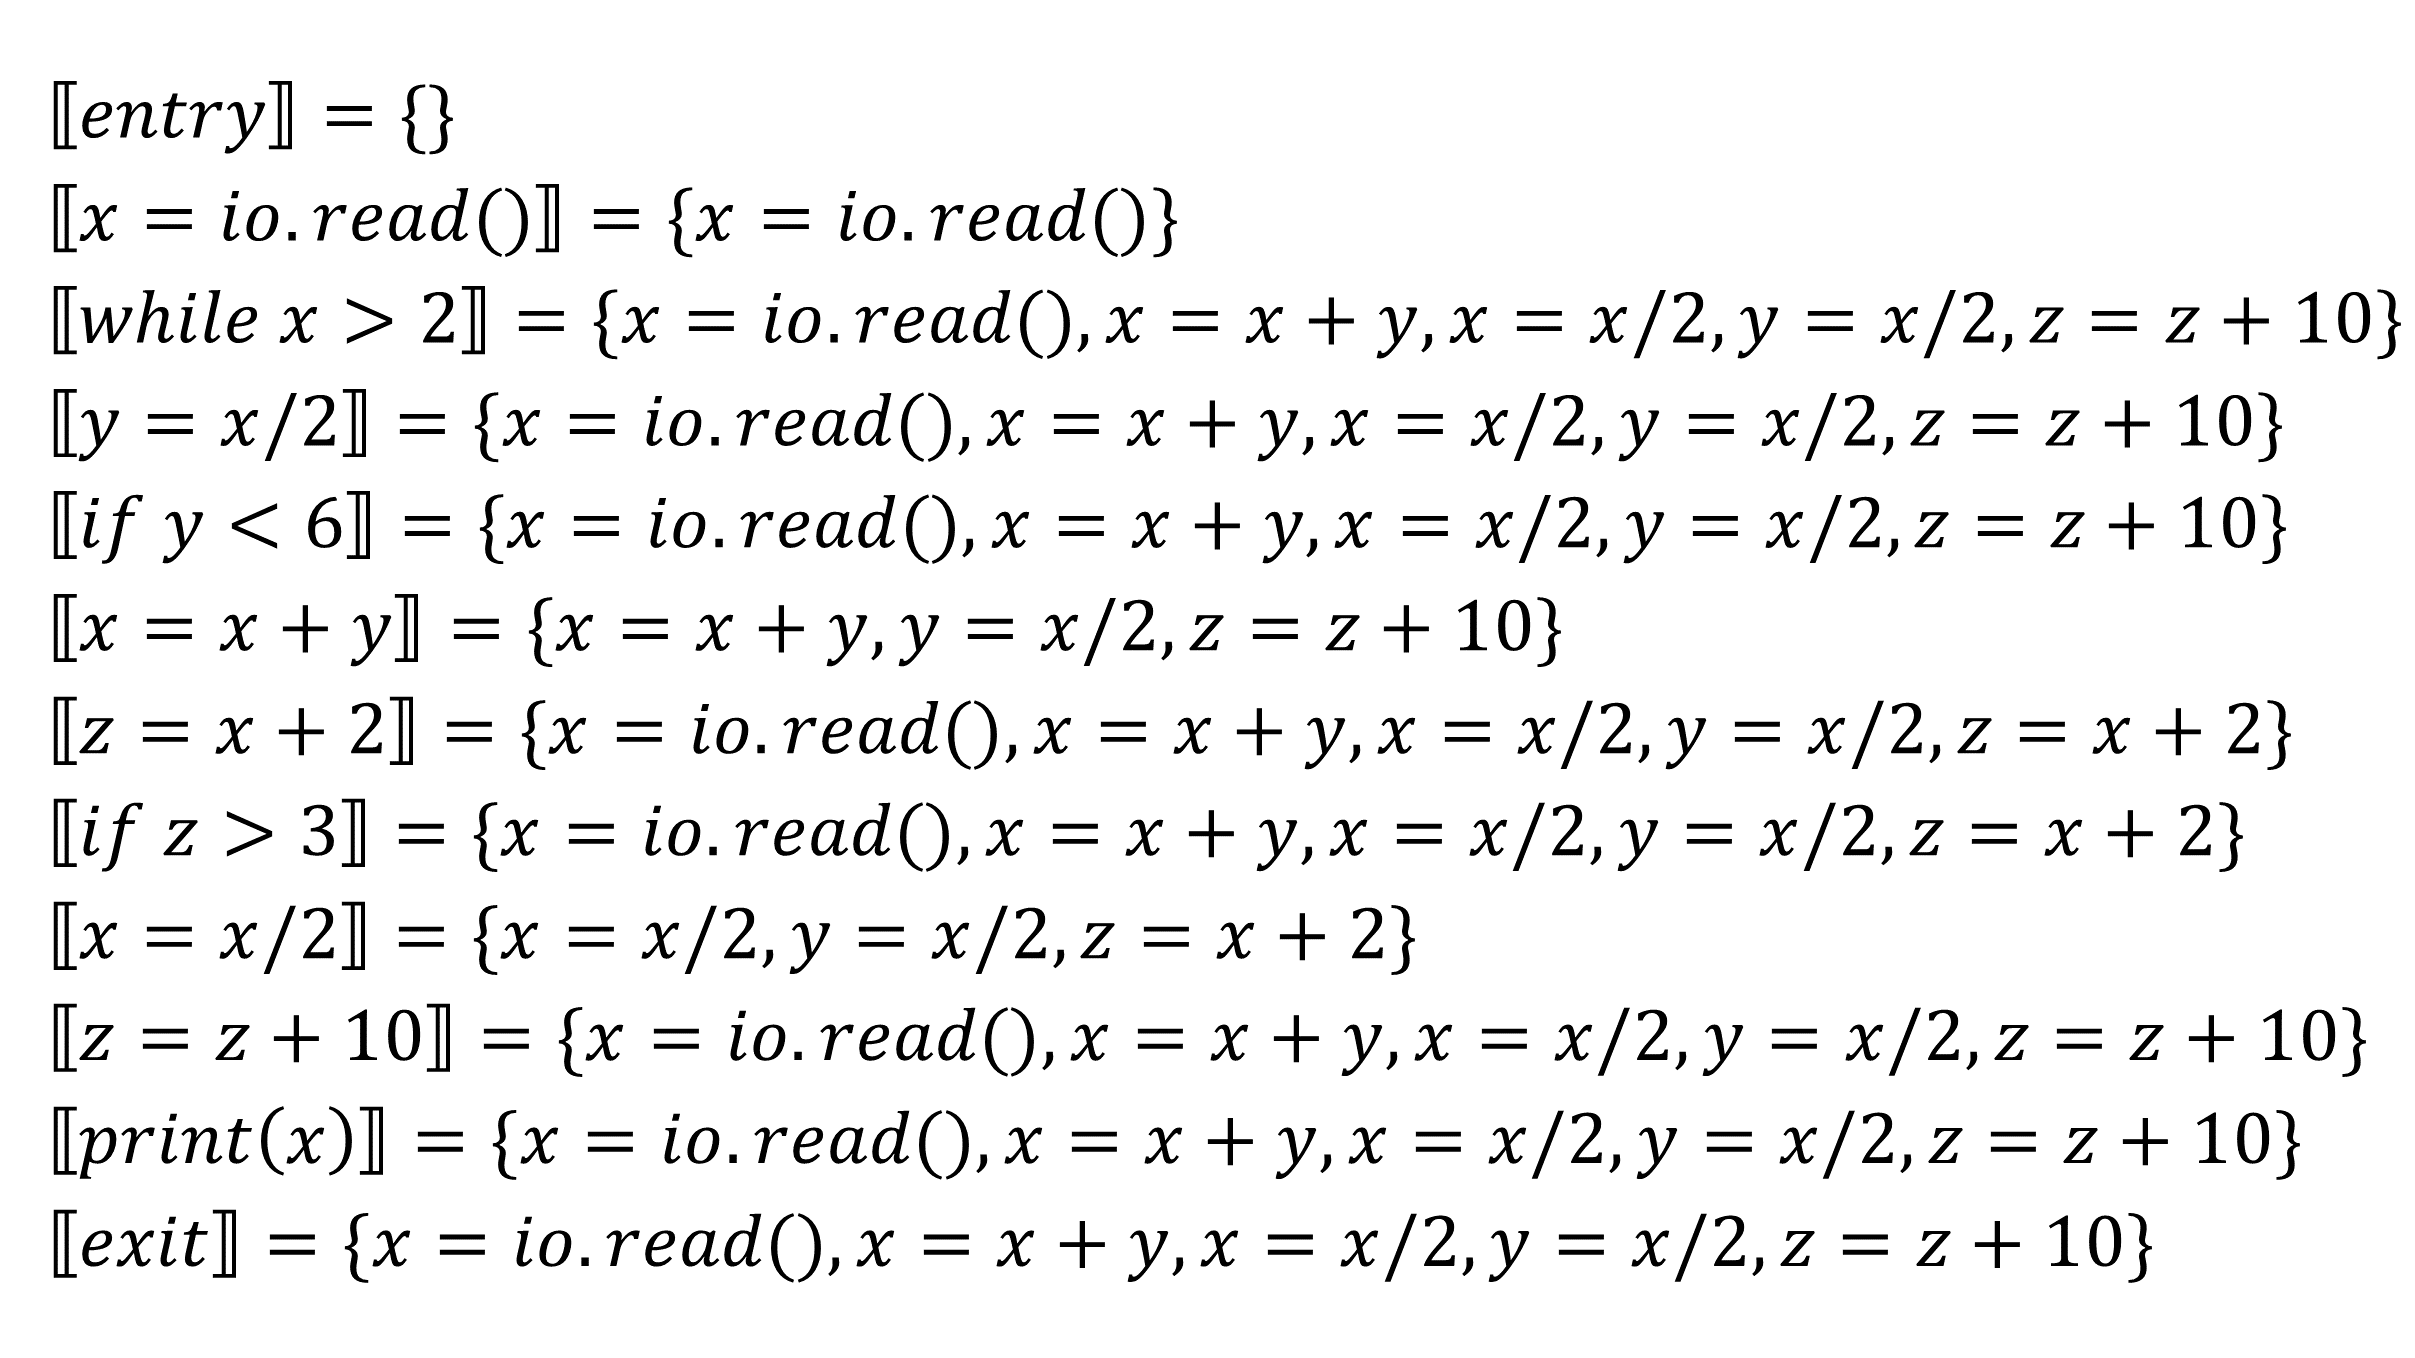 ⟦entry⟧ = {}
⟦x = io.read()⟧ = {x = io.read()}
⟦while x > 2⟧ = {x = io.read(), x = x + y, x = x/2, y = x/2, z = z + 10}
⟦y = x/2⟧ = {x = io.read(), x = x + y, x = x/2, y = x/2, z = z + 10}
⟦if y < 6⟧ = {x = io.read(), x = x + y, x = x/2, y = x/2, z = z + 10}
⟦x = x + y⟧ = {x = x + y, y = x/2, z = z + 10}
⟦z = x + 2⟧ = {x = io.read(), x = x + y, x = x/2, y = x/2, z = x + 2}
⟦if z > 3⟧ = {x = io.read(), x = x + y, x = x/2, y = x/2, z = x + 2}
⟦x = x/2⟧ = {x = x/2, y = x/2, z = x + 2}
⟦z = z + 10⟧ = {x = io.read(), x = x + y, x = x/2, y = x/2, z = z + 10}
⟦print(x)⟧ = {x = io.read(), x = x + y, x = x/2, y = x/2, z = z + 10}
⟦exit⟧ = {x = io.read(), x = x + y, x = x/2, y = x/2, z = z + 10}